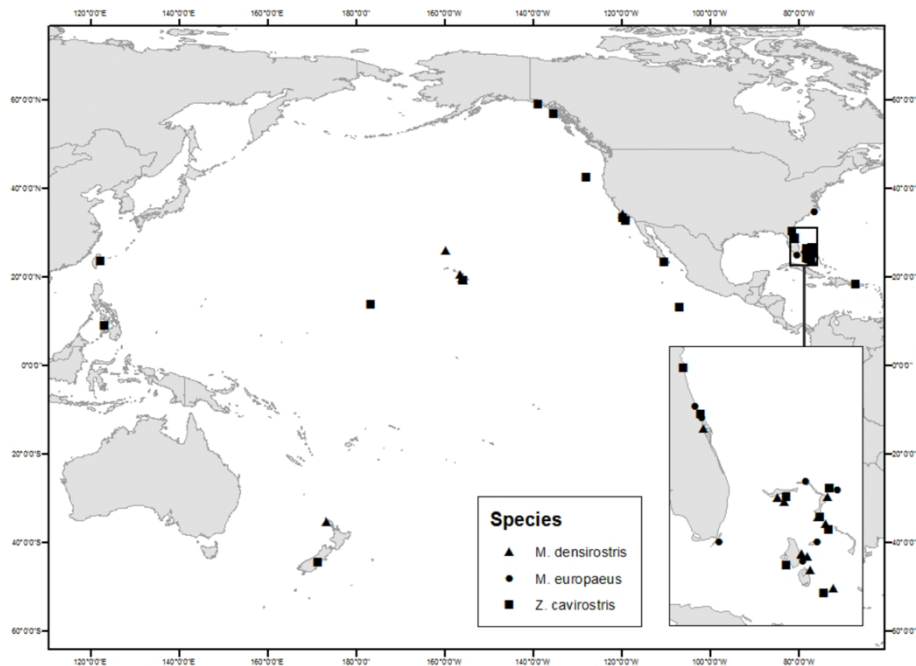 120°0'0"E 140°0'0"E 160°0'0"E 180°0'0" 160°0'0"W 140°0'0"W 120°0'0"W 100°0'0"W 80°0'0"W
60°0'0"N 60°0'0"N
40°0'0"N 40°0'0"N
20°0'0"N 20°0'0"N
0°0'0" 0°0'0"
20°0'0"S 20°0'0"S
Species
M. densirostris
40°0'0"S 40°0'0"S
M. europaeus
Z. cavirostris
60°0'0"S 60°0'0"S
120°0'0"E 140°0'0"E 160°0'0"E 180°0'0" 160°0'0"W 140°0'0"W 120°0'0"W 100°0'0"W 80°0'0"W